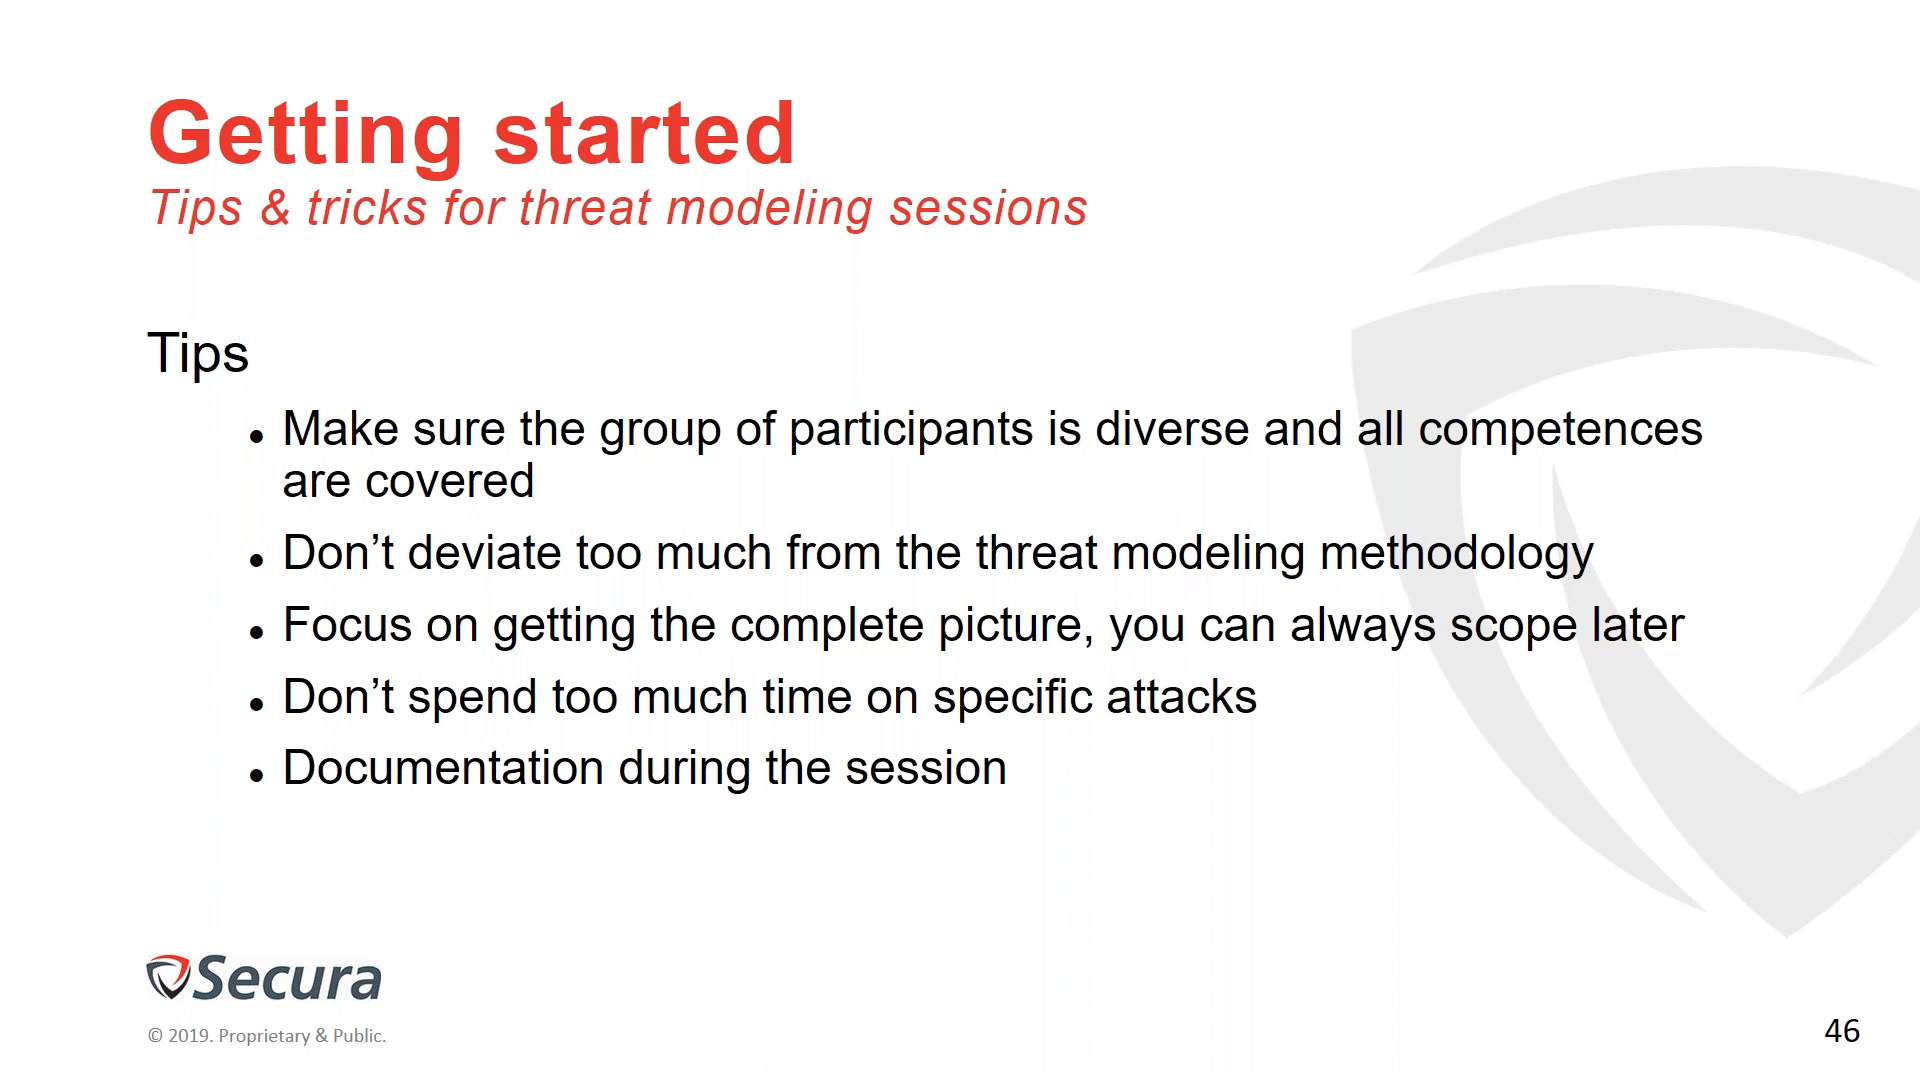 Getting started
Tips & tricks for threat modeling sessions
Tips
• Make sure the group of participants is diverse and all competences
are covered
• Don’t deviate too much from the threat modeling methodology
• Focus on getting the complete picture, you can always scope later
• Don’t spend too much time on specific attacks
• Documentation during the session
Secura
© 2019. Proprietary & Public.
46